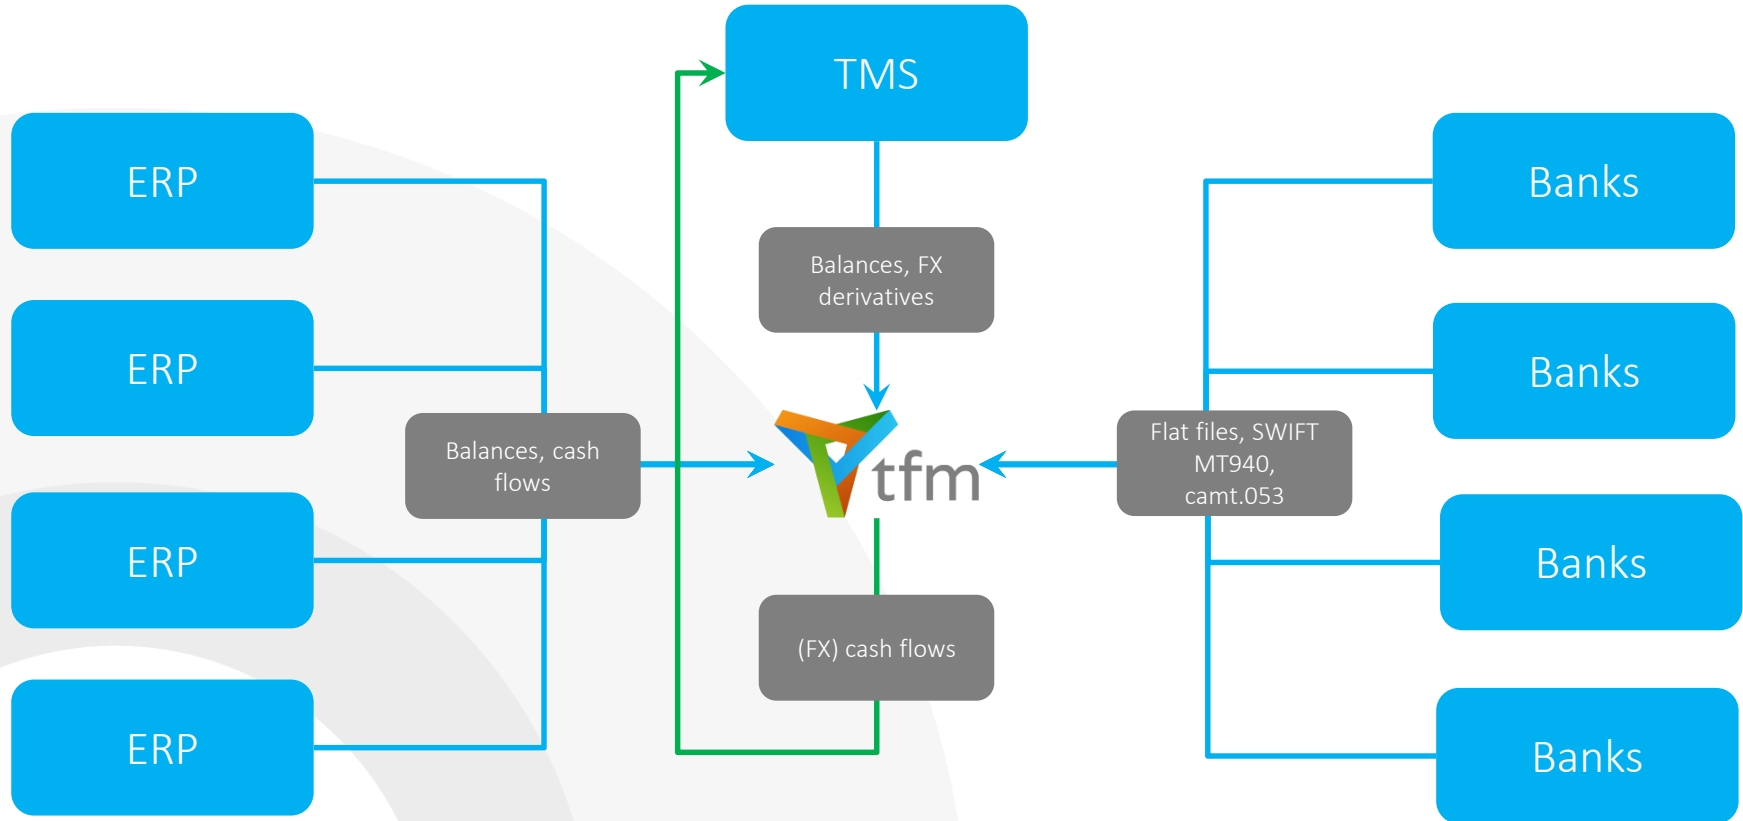 TMS
ERP
Banks
Balances, FX
derivatives
ERP
Banks
Balances, cash
flows
tfm
Flat files, SWIFT
MT940,
camt.053
ERP
Banks
(FX) cash flows
ERP
Banks